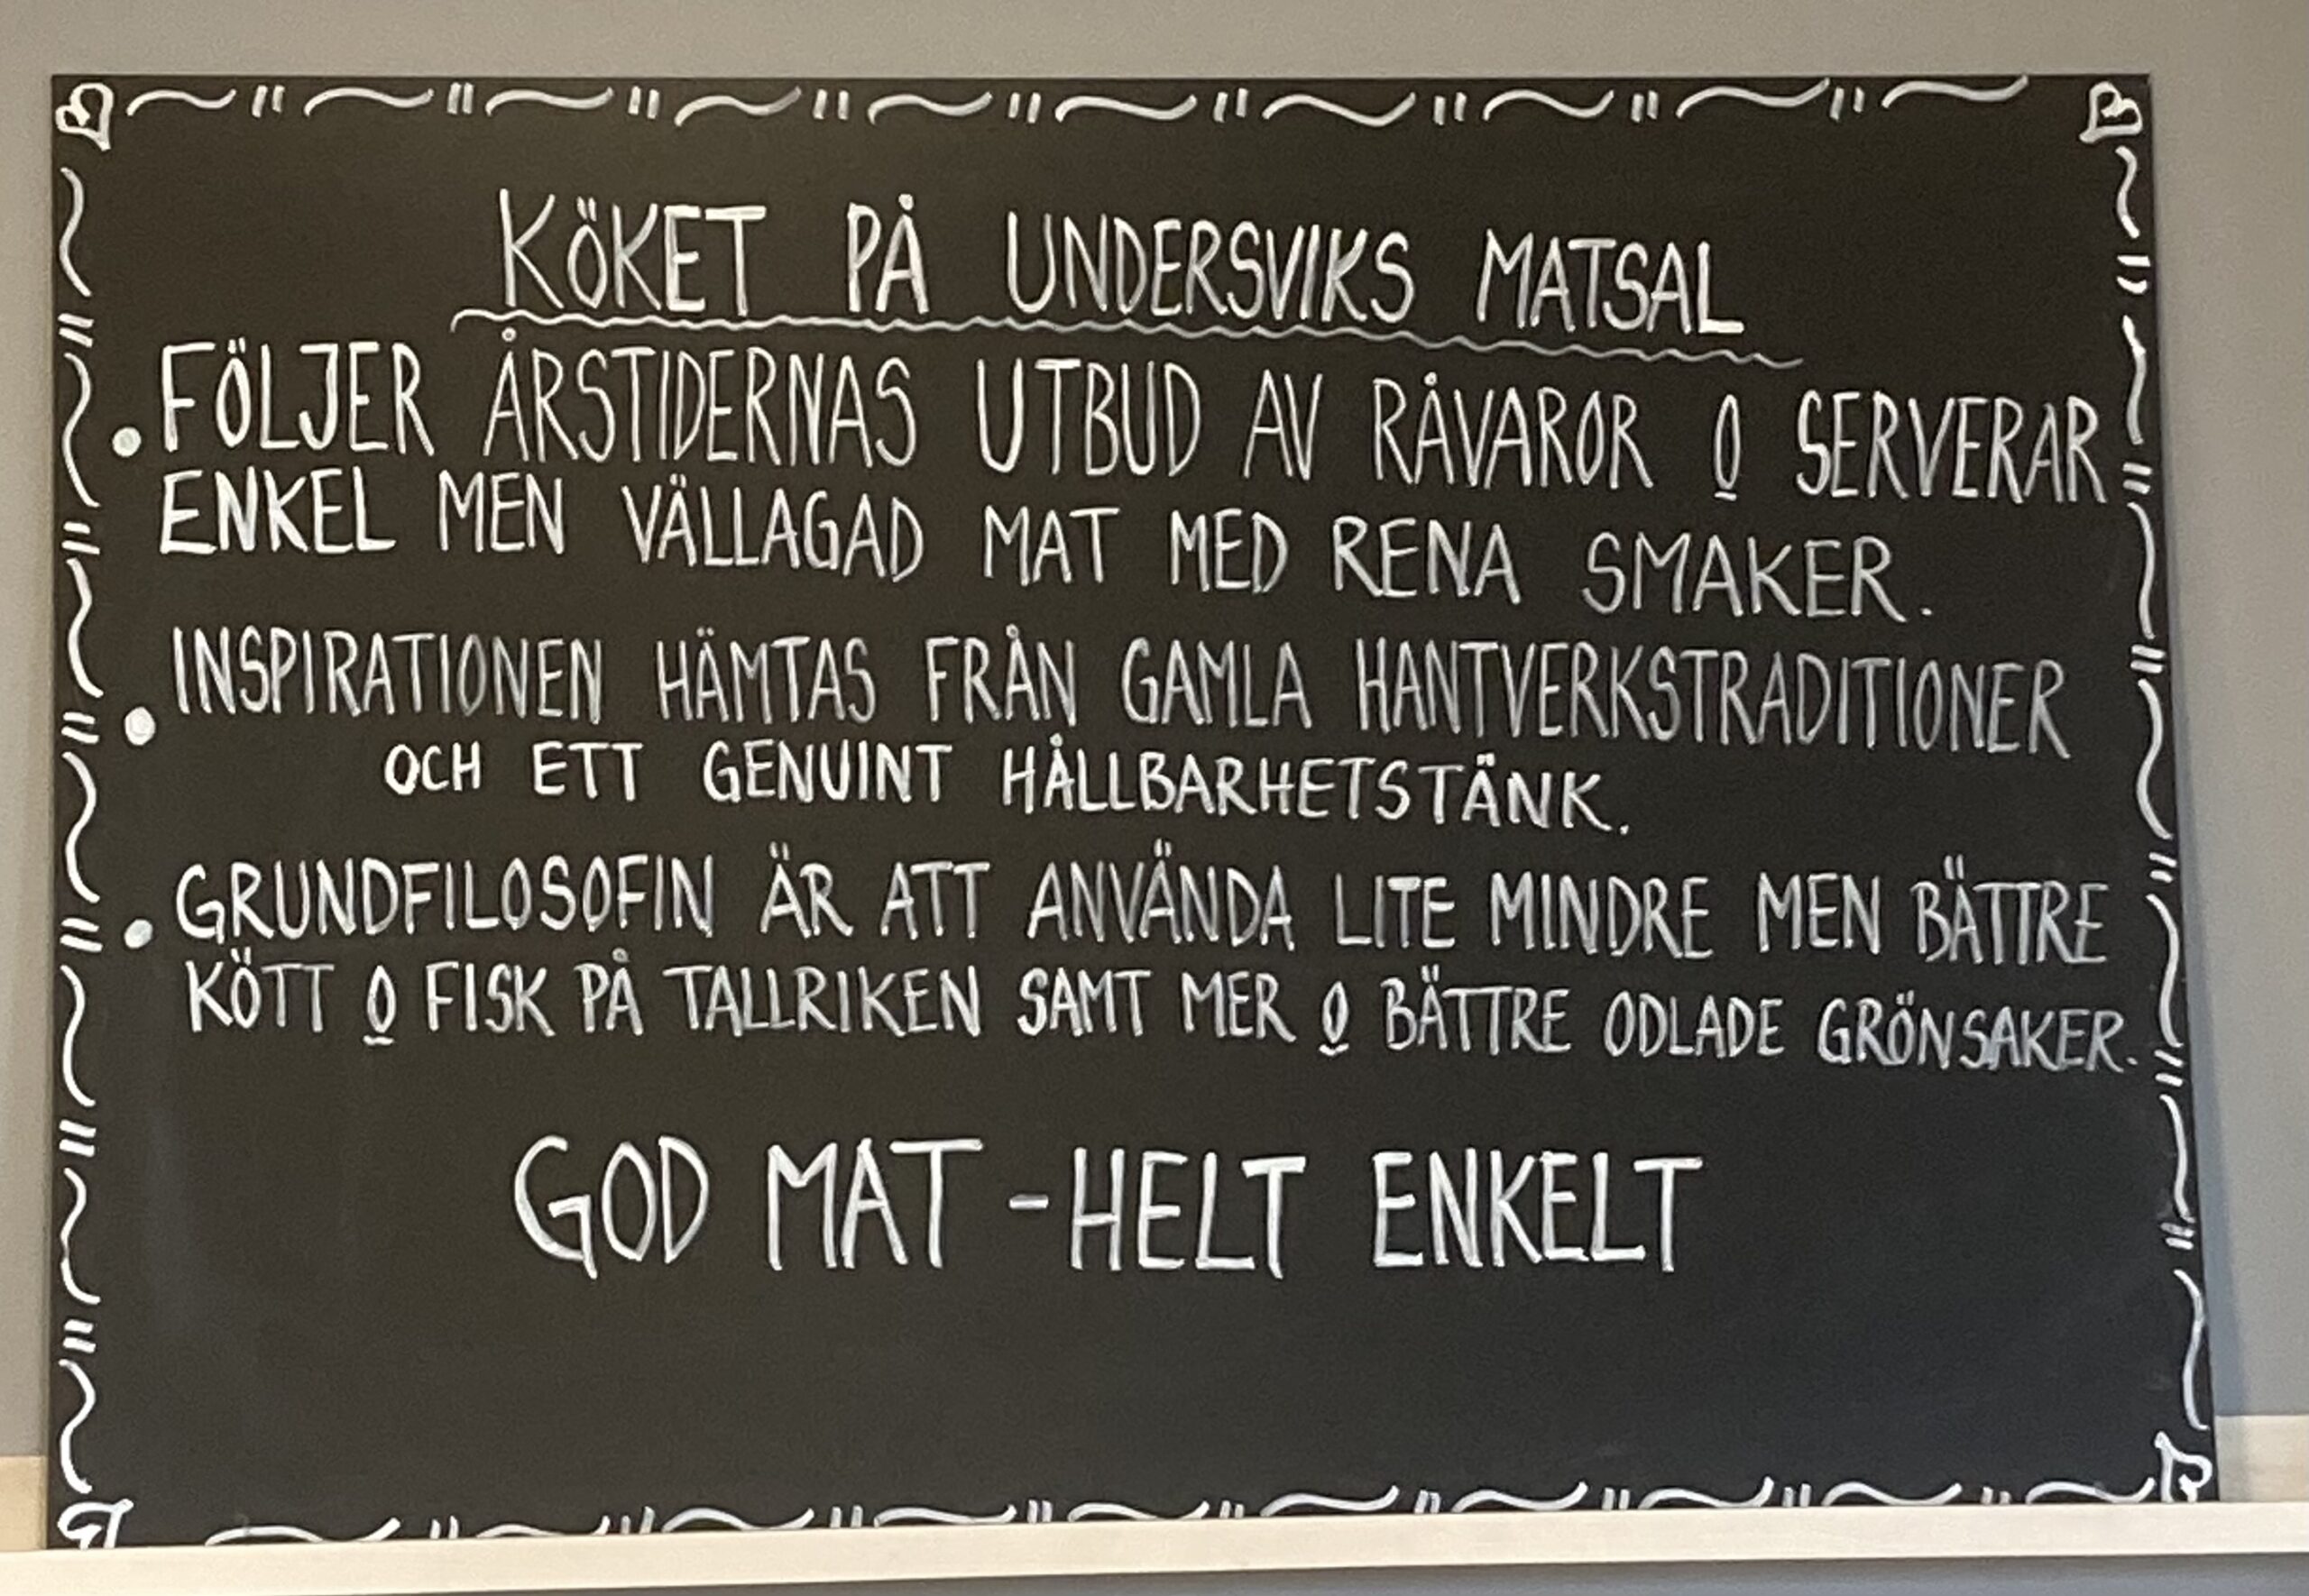 KÖKET PÅ UNDERSVIKS MATSAL
• FÖLJER ÅRSTIDERNAS UTBUD AV RÅVAROR O SERVERAR
ENKEL MEN VÄLLAGAD MAT MED RENA SMAKER.
• INSPIRATIONEN HÄMTAS FRÅN GAMLA HANTVERKSTRADITIONER
OCH ETT GENUINT HÅLLBARHETSTÄNK.
• GRUNDFILOSOFIN ÄR ATT ANVÄNDA LITE MINDRE MEN BÄTTRE
KÖTT O FISK PÅ TALLRIKEN SAMT MER O BÄTTRE ODLADE GRÖNSAKER.
GOD MAT - HELT ENKELT